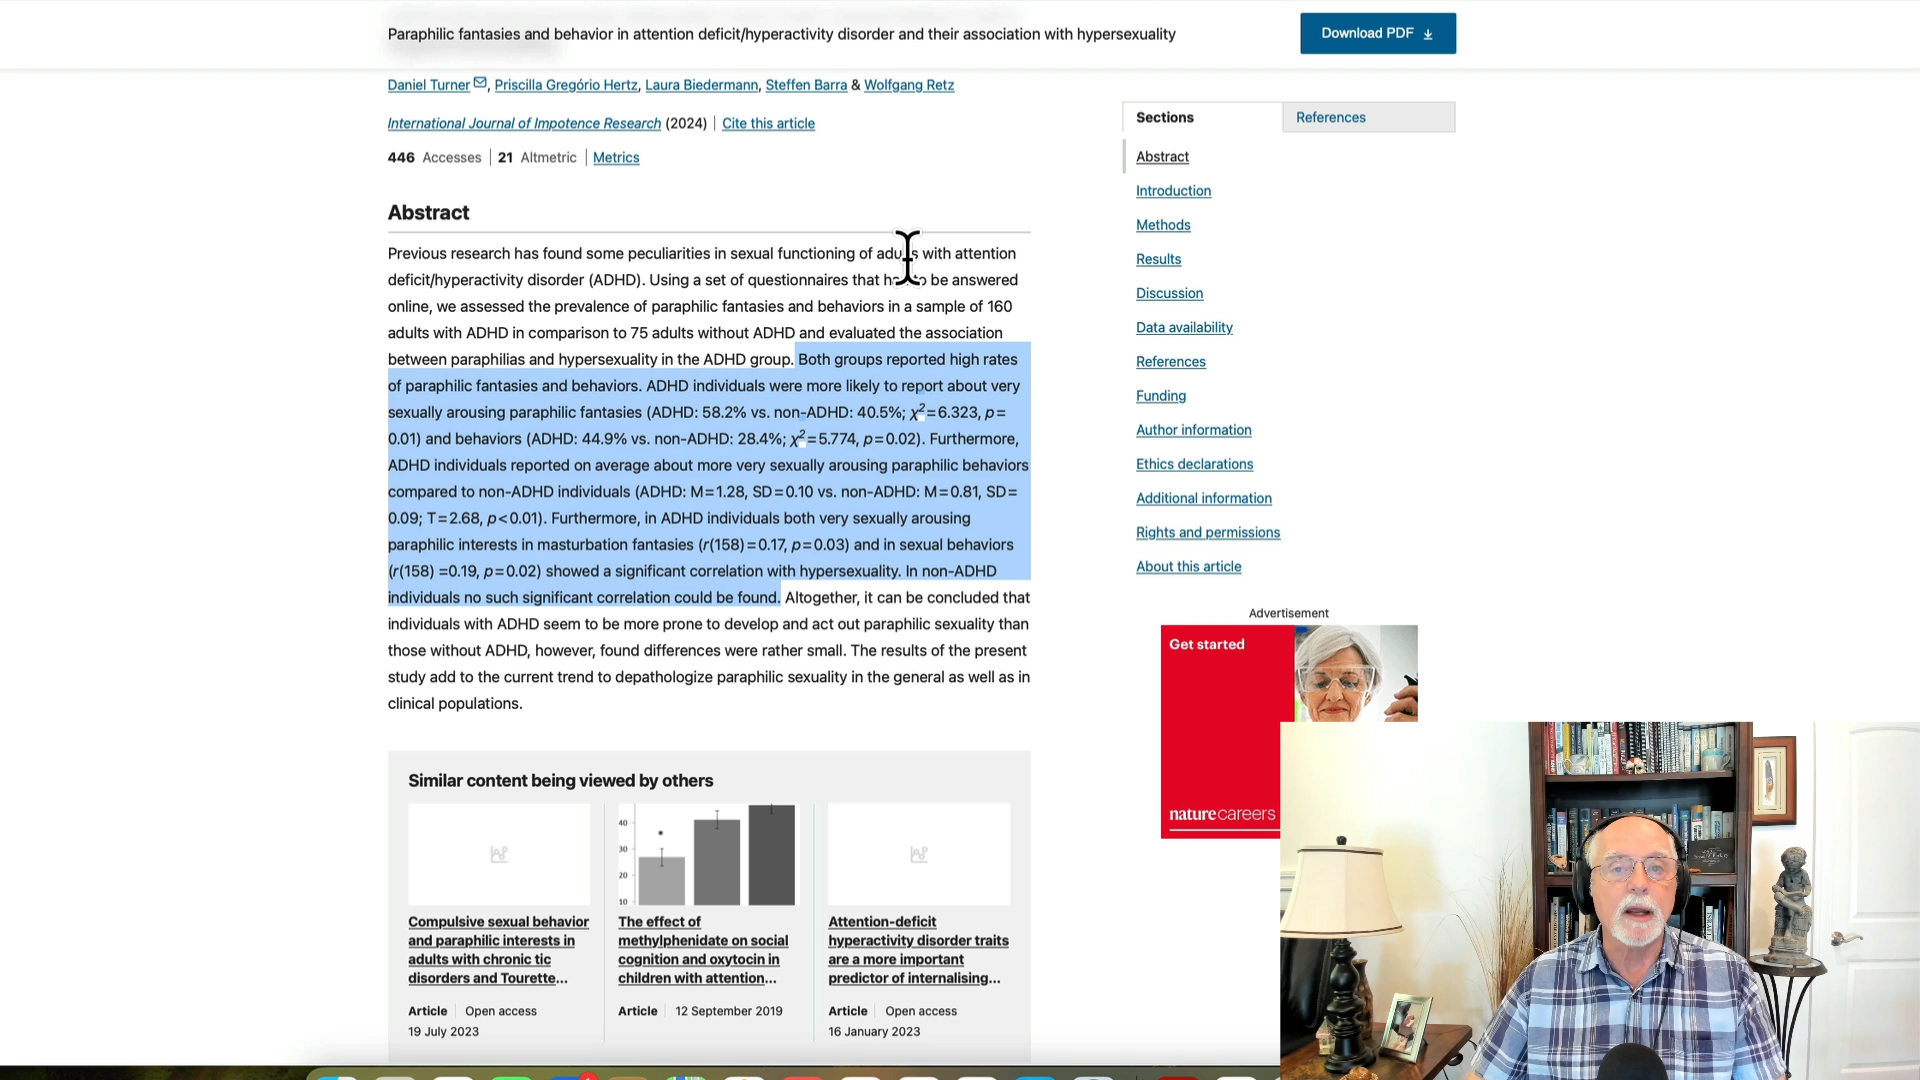 Paraphilic fantasies and behavior in attention deficit/hyperactivity disorder and their association with hypersexuality
Download PDF
Daniel Turner, Priscilla Gregório Hertz, Laura Biedermann, Steffen Barra & Wolfgang Retz
International Journal of Impotence Research (2024) | Cite this article
446 Accesses | 21 Altmetric | Metrics
Abstract
Previous research has found some peculiarities in sexual functioning of adults with attention
deficit/hyperactivity disorder (ADHD). Using a set of questionnaires that had to be answered
online, we assessed the prevalence of paraphilic fantasies and behaviors in a sample of 160
adults with ADHD in comparison to 75 adults without ADHD and evaluated the association
between paraphilias and hypersexuality in the ADHD group. Both groups reported high rates
of paraphilic fantasies and behaviors. ADHD individuals were more likely to report about very
sexually arousing paraphilic fantasies (ADHD: 58.2% vs. non-ADHD: 40.5%; χ²=6.323, p=
0.01) and behaviors (ADHD: 44.9% vs. non-ADHD: 28.4%; χ²=5.774, p=0.02). Furthermore,
ADHD individuals reported on average about more very sexually arousing paraphilic behaviors
compared to non-ADHD individuals (ADHD: M=1.28, SD=0.10 vs. non-ADHD: M=0.81, SD=
0.09; T=2.68, p<0.01). Furthermore, in ADHD individuals both very sexually arousing
paraphilic interests in masturbation fantasies (r(158)=0.17, p=0.03) and in sexual behaviors
(r(158) =0.19, p=0.02) showed a significant correlation with hypersexuality. In non-ADHD
individuals no such significant correlation could be found. Altogether, it can be concluded that
individuals with ADHD seem to be more prone to develop and act out paraphilic sexuality than
those without ADHD, however, found differences were rather small. The results of the present
study add to the current trend to depathologize paraphilic sexuality in the general as well as in
clinical populations.
Similar content being viewed by others
40
30
20
10
Compulsive sexual behavior
and paraphilic interests in
adults with chronic tic
disorders and Tourette...
Article | Open access
19 July 2023
The effect of
methylphenidate on social
cognition and oxytocin in
children with attention...
Article | 12 September 2019
Attention-deficit
hyperactivity disorder traits
are a more important
predictor of internalising...
Article | Open access
16 January 2023
Sections
References
Abstract
Introduction
Methods
Results
Discussion
Data availability
References
Funding
Author information
Ethics declarations
Additional information
Rights and permissions
About this article
Advertisement
Get started
naturecareers